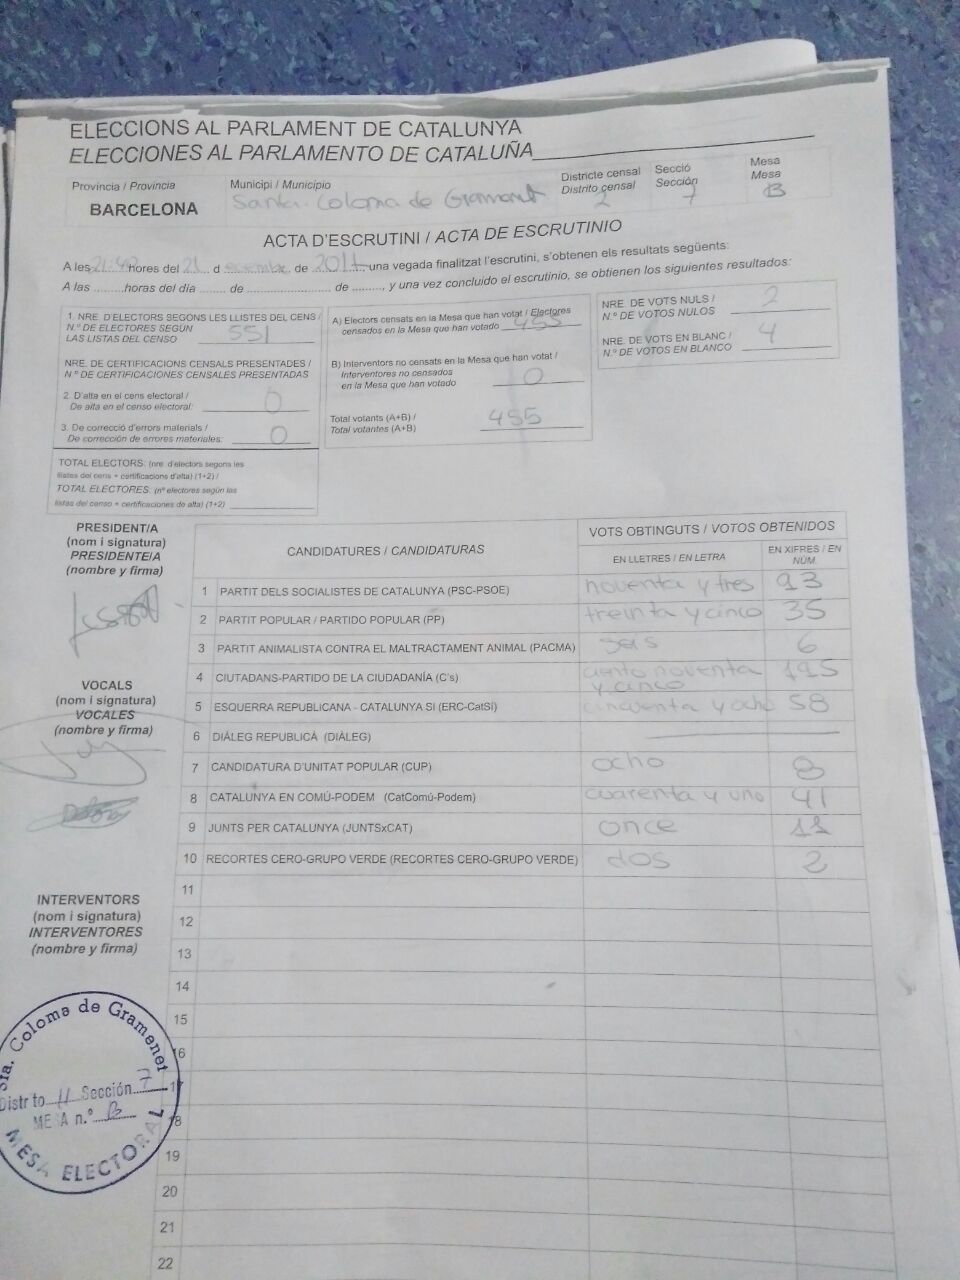 ELECCIONS AL PARLAMENT DE CATALUNYA
ELECCIONES AL PARLAMENTO DE CATALUÑA
Província / Provincia
BARCELONA
Municipi / Municipio
Santa Coloma de Gramenet
Districte censal
Distrito censal
2
Secció
Sección
7
Mesa
Mesa
B
ACTA D'ESCRUTINI / ACTA DE ESCRUTINIO
A les 21:40 hores del 21 d de 2017 una vegada finalitzat l'escrutini, s'obtenen els resultats següents:
A las ......... horas del día ....... de ......................... de ........., y una vez concluido el escrutinio, se obtienen los siguientes resultados:
1. NRE. D'ELECTORS SEGONS LES LLISTES DEL CENS /
N.º DE ELECTORES SEGÚN
LAS LISTAS DEL CENSO 551
NRE. DE CERTIFICACIONS CENSALS PRESENTADES /
N.º DE CERTIFICACIONES CENSALES PRESENTADAS
2. D'alta en el cens electoral /
De alta en el censo electoral: 0
3. De correcció d'errors materials /
De corrección de errores materiales: 0
TOTAL ELECTORS: (nre. d'electors segons les
llistes del cens + certificacions d'alta) (1+2) /
TOTAL ELECTORES: (nº electores según las
listas del censo + certificaciones de alta) (1+2)
A) Electors censats en la Mesa que han votat / Electores
censados en la Mesa que han votado 455
B) Interventors no censats en la Mesa que han votat /
Interventores no censados
en la Mesa que han votado 0
Total votants (A+B) /
Total votantes (A+B) 455
NRE. DE VOTS NULS /
N.º DE VOTOS NULOS 2
NRE. DE VOTS EN BLANC /
N.º DE VOTOS EN BLANCO 4
PRESIDENT/A
(nom i signatura)
PRESIDENTE/A
(nombre y firma)
VOCALS
(nom i signatura)
VOCALES
(nombre y firma)
INTERVENTORS
(nom i signatura)
INTERVENTORES
(nombre y firma)
CANDIDATURES / CANDIDATURAS
VOTS OBTINGUTS / VOTOS OBTENIDOS
EN LLETRES / EN LETRA
EN XIFRES / EN
NÚM.
1 PARTIT DELS SOCIALISTES DE CATALUNYA (PSC-PSOE) noventa y tres 93
2 PARTIT POPULAR / PARTIDO POPULAR (PP) treinta y cinco 35
3 PARTIT ANIMALISTA CONTRA EL MALTRACTAMENT ANIMAL (PACMA) seis 6
4 CIUTADANS-PARTIDO DE LA CIUDADANÍA (C's) ciento noventa y cinco 195
5 ESQUERRA REPUBLICANA - CATALUNYA SÍ (ERC-CatSí) cincuenta y ocho 58
6 DIÀLEG REPUBLICÀ (DIÀLEG)
7 CANDIDATURA D'UNITAT POPULAR (CUP) ocho 8
8 CATALUNYA EN COMÚ-PODEM (CatComú-Podem) cuarenta y uno 41
9 JUNTS PER CATALUNYA (JUNTSxCAT) once 11
10 RECORTES CERO-GRUPO VERDE (RECORTES CERO-GRUPO VERDE) dos 2
11
12
13
14
15
16
17
18
19
20
21
22
Sta. Coloma de Gramenet
Distrito II Sección 7
MESA n.º B
MESA ELECTORAL